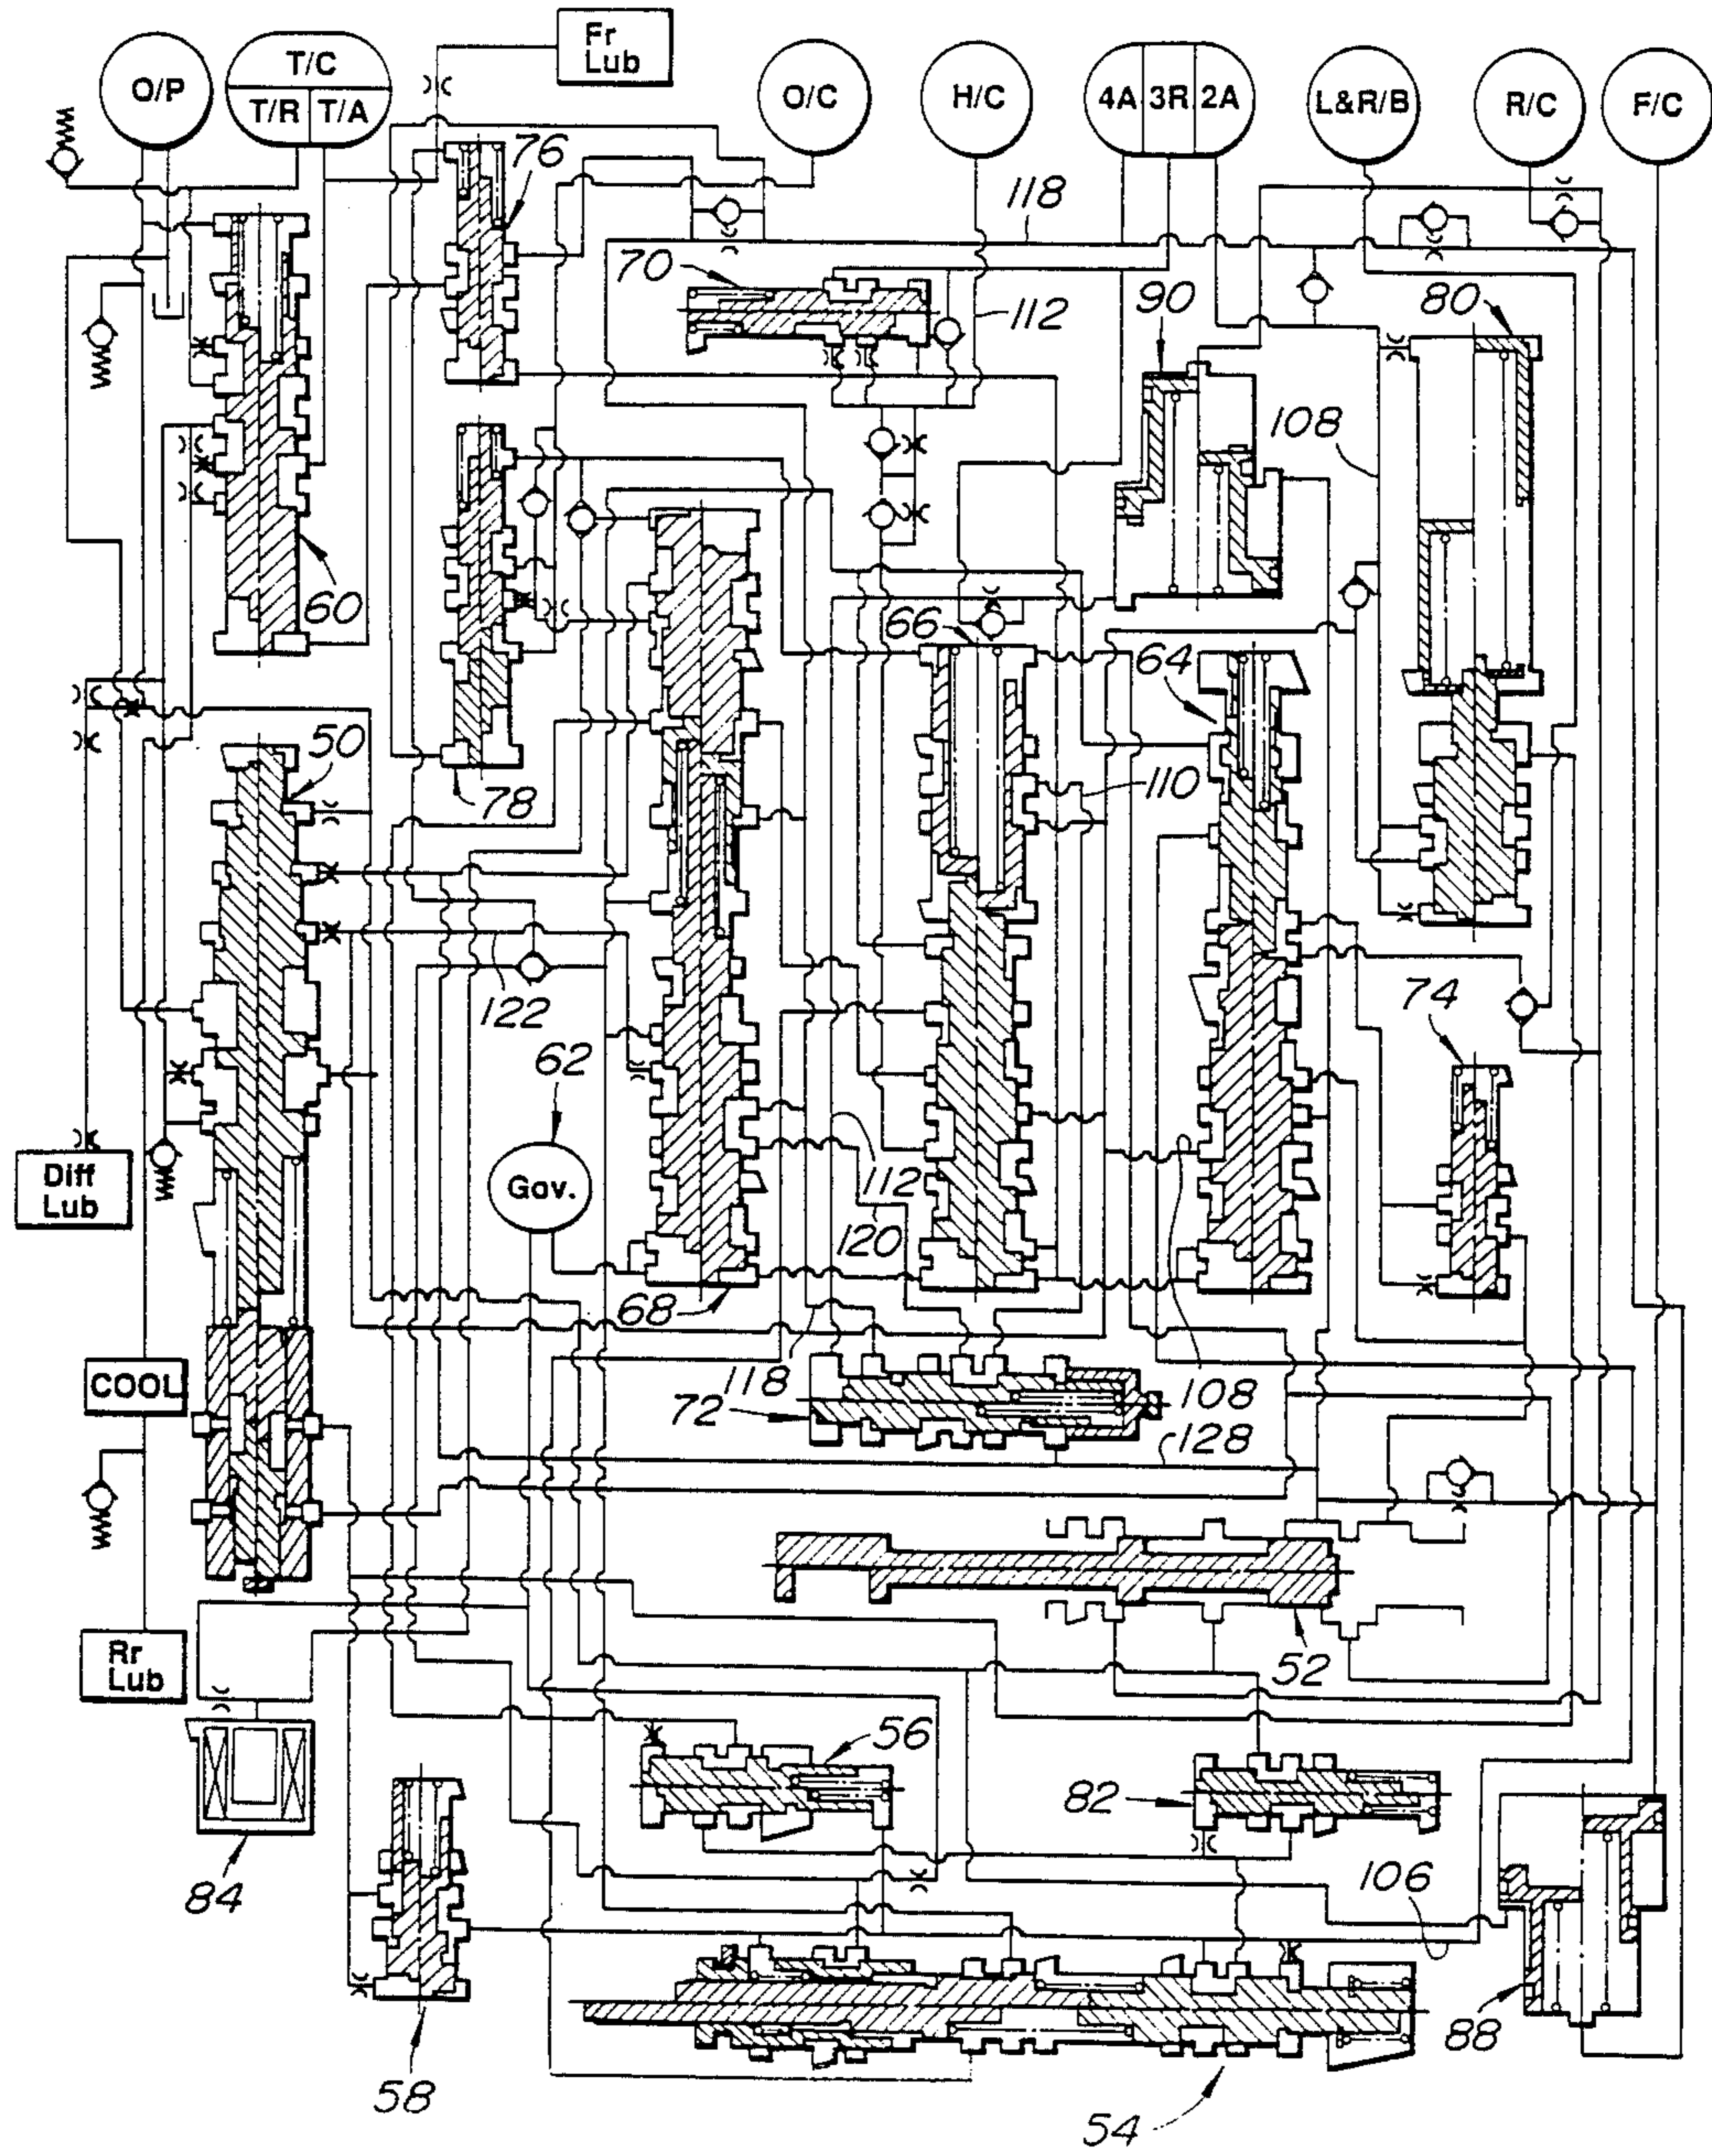 Fr
Lub
O/P
T/C
T/R T/A
O/C
H/C
4A 3R 2A
L&R/B
R/C
F/C
76
118
70
112
90
80
108
60
66
64
50
78
110
122
74
62
Gov.
Diff
Lub
112
120
68
COOL
118
108
72
128
Rr
Lub
52
56
82
84
106
88
58
54